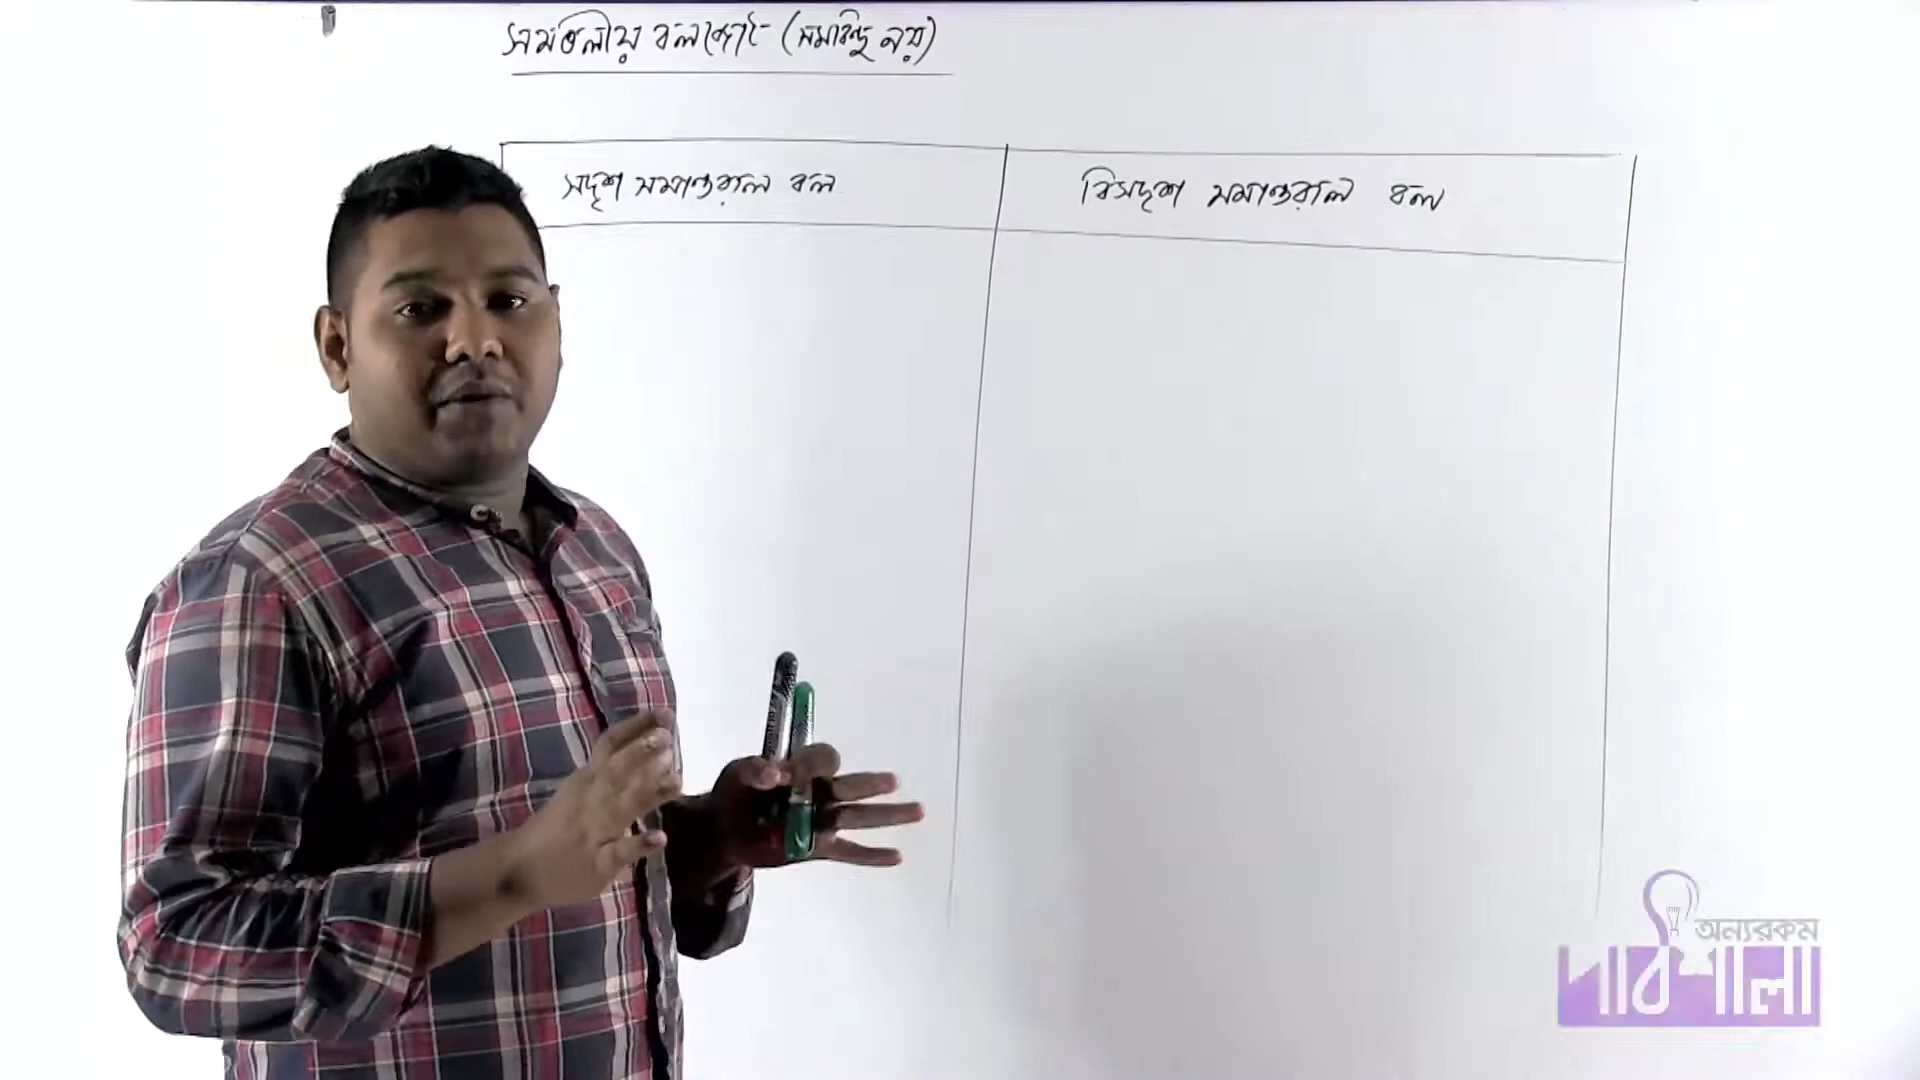 সমতলীয় বলজোট (সমবিন্দু নয়)
সদৃশ সমান্তরাল বল
বিসদৃশ সমান্তরাল বল
অন্যরকম
পাঠশালা